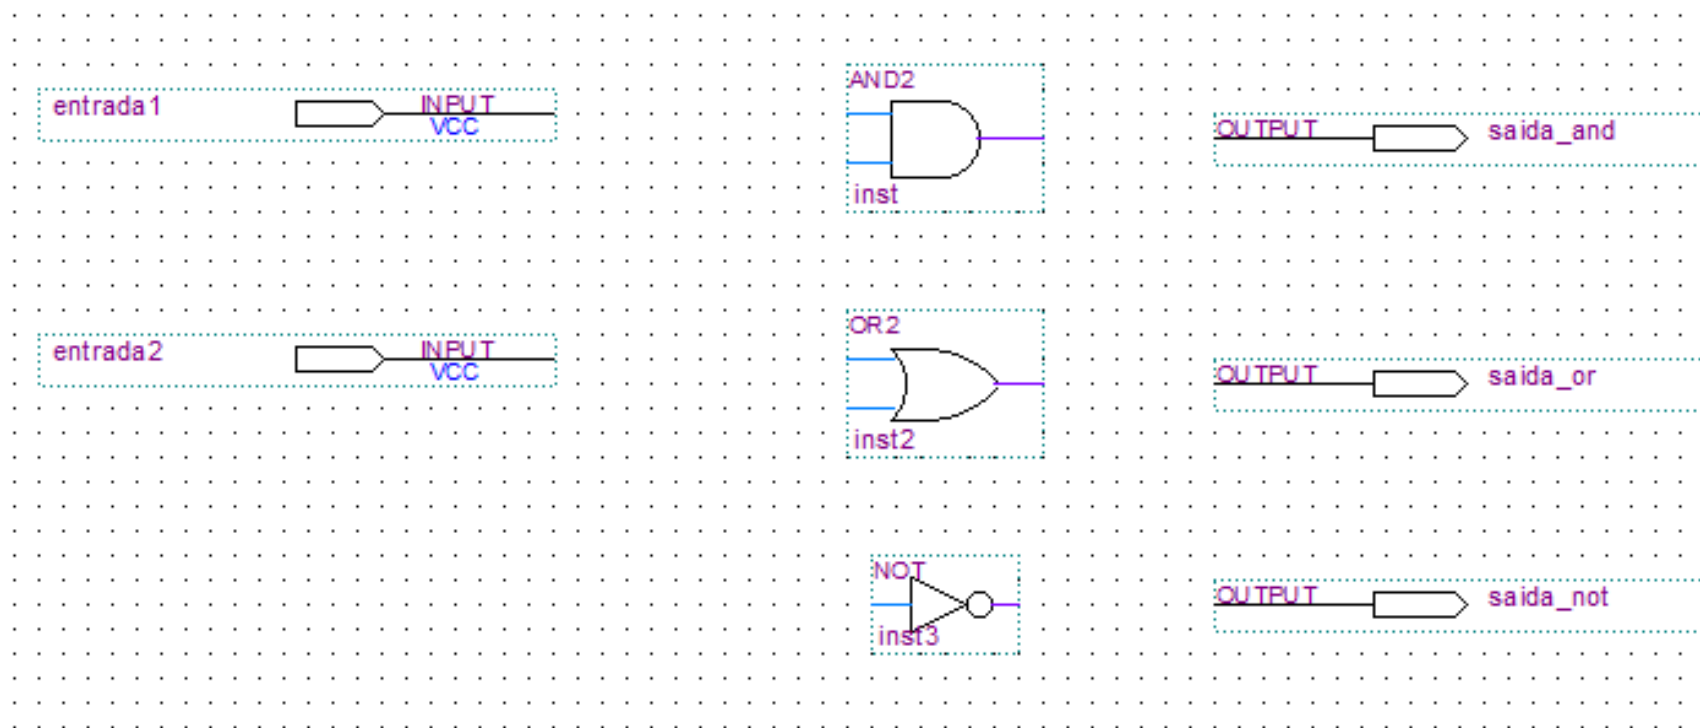 entrada1
INPUT
VCC
AND2
inst
OUTPUT
saida_and
entrada2
INPUT
VCC
OR2
inst2
OUTPUT
saida_or
NOT
inst3
OUTPUT
saida_not